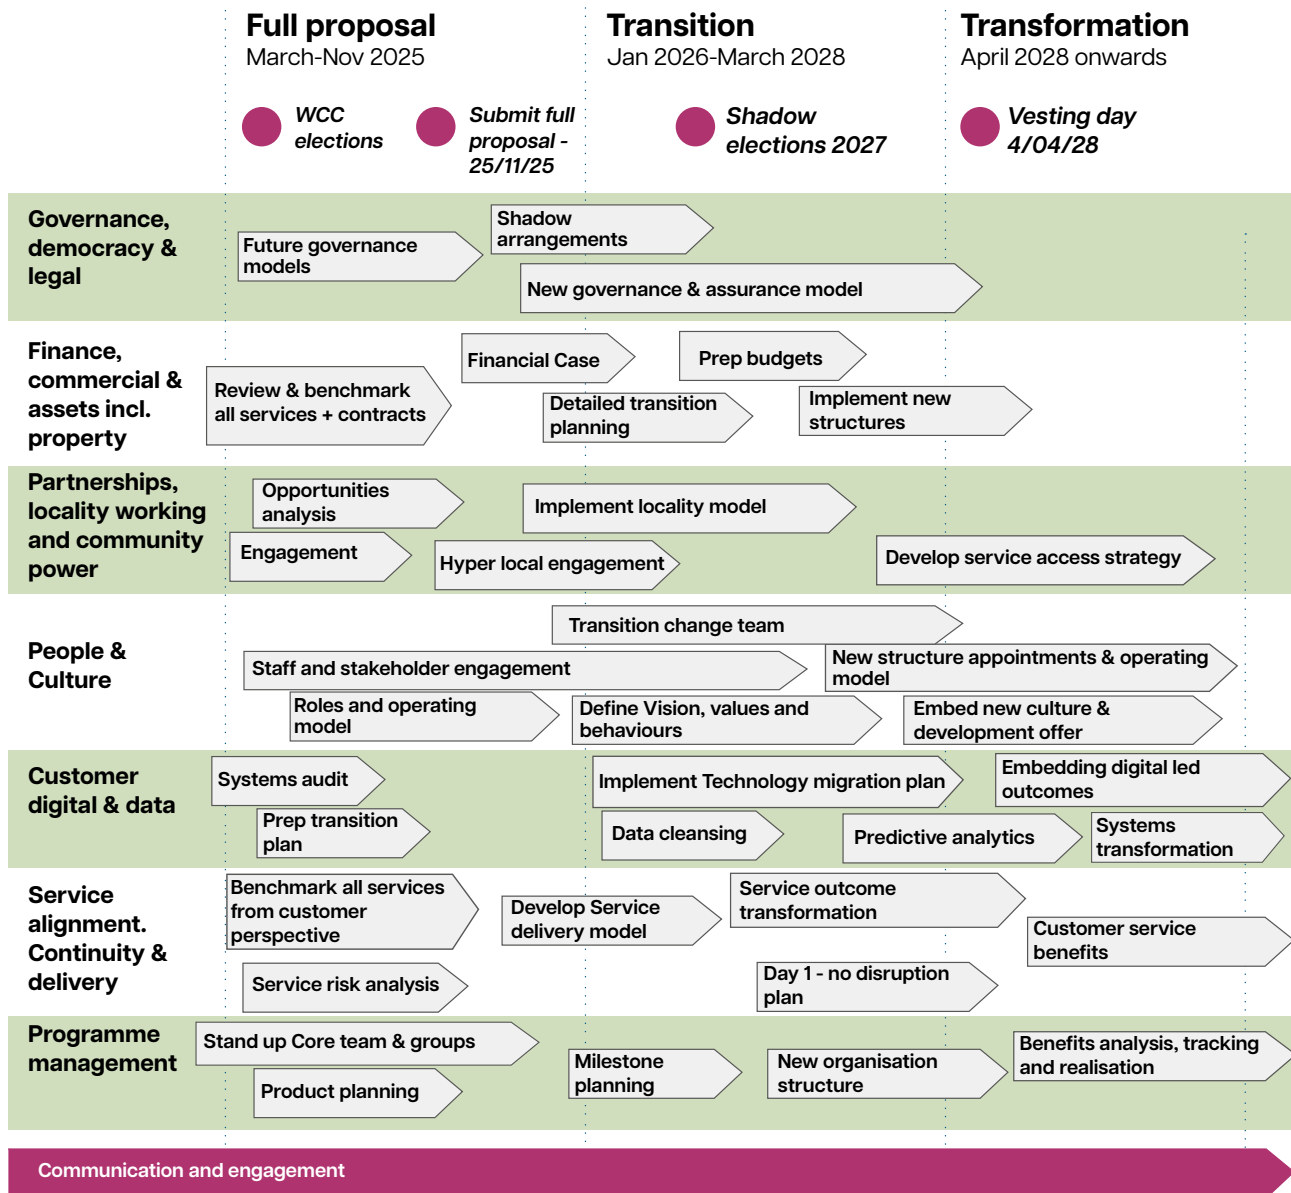 Full proposal
March-Nov 2025
Transition
Jan 2026-March 2028
Transformation
April 2028 onwards
WCC
elections
Submit full
proposal -
25/11/25
Shadow
elections 2027
Vesting day
4/04/28
Governance,
democracy &
legal
Future governance
models
Shadow
arrangements
New governance & assurance model
Finance,
commercial &
assets incl.
property
Review & benchmark
all services + contracts
Financial Case
Detailed transition
planning
Prep budgets
Implement new
structures
Partnerships,
locality working
and community
power
Opportunities
analysis
Engagement
Implement locality model
Hyper local engagement
Develop service access strategy
People &
Culture
Transition change team
Staff and stakeholder engagement
New structure appointments & operating
model
Roles and operating
model
Define Vision, values and
behaviours
Embed new culture &
development offer
Customer
digital & data
Systems audit
Prep transition
plan
Implement Technology migration plan
Data cleansing
Embedding digital led
outcomes
Predictive analytics
Systems
transformation
Service
alignment.
Continuity &
delivery
Benchmark all services
from customer
perspective
Service risk analysis
Develop Service
delivery model
Service outcome
transformation
Day 1 - no disruption
plan
Customer service
benefits
Programme
management
Stand up Core team & groups
Product planning
Milestone
planning
New organisation
structure
Benefits analysis, tracking
and realisation
Communication and engagement